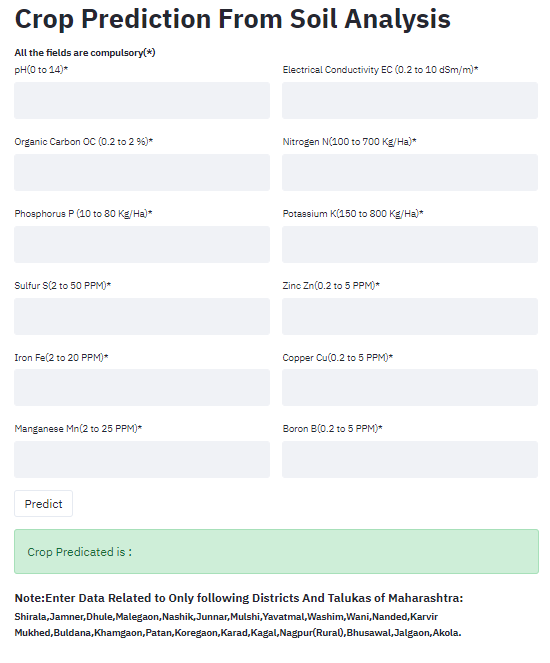 Crop Prediction From Soil Analysis
All the fields are compulsory(*)
pH(0 to 14)*
Electrical Conductivity EC (0.2 to 10 dSm/m)*
Organic Carbon OC (0.2 to 2 %)*
Nitrogen N(100 to 700 Kg/Ha)*
Phosphorus P (10 to 80 Kg/Ha)*
Potassium K(150 to 800 Kg/Ha)*
Sulfur S(2 to 50 PPM)*
Zinc Zn(0.2 to 5 PPM)*
Iron Fe(2 to 20 PPM)*
Copper Cu(0.2 to 5 PPM)*
Manganese Mn(2 to 25 PPM)*
Boron B(0.2 to 5 PPM)*
Predict
Crop Predicated is :
Note:Enter Data Related to Only following Districts And Talukas of Maharashtra:
Shirala,Jamner,Dhule,Malegaon,Nashik,Junnar,Mulshi,Yavatmal,Washim,Wani,Nanded,Karvir
Mukhed,Buldana,Khamgaon,Patan,Koregaon,Karad,Kagal,Nagpur(Rural),Bhusawal,Jalgaon,Akola.